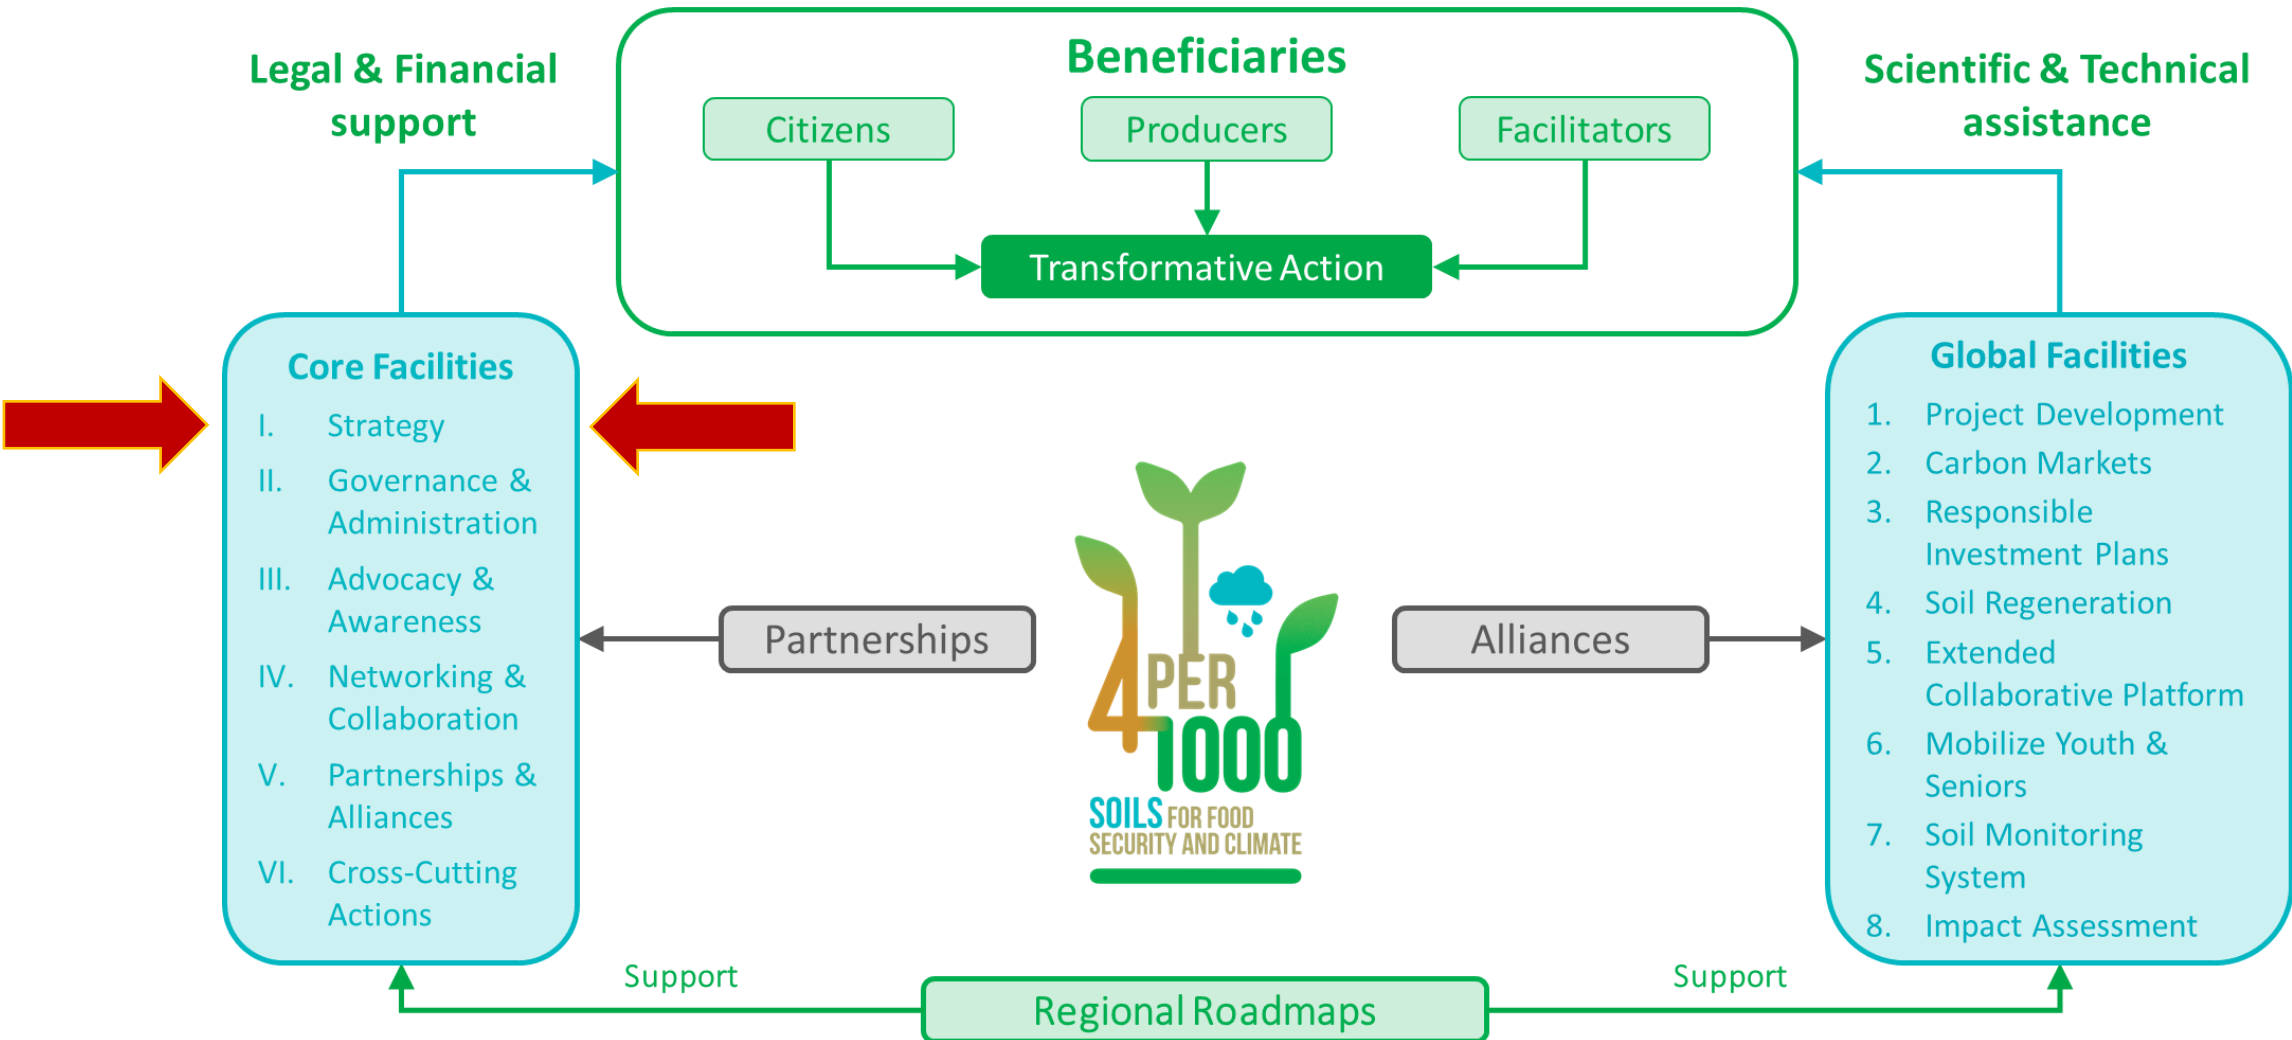 Legal & Financial
support
Beneficiaries
Citizens
Producers
Facilitators
Transformative Action
Scientific & Technical
assistance
Core Facilities
I. Strategy
II. Governance &
Administration
III. Advocacy &
Awareness
IV. Networking &
Collaboration
V. Partnerships &
Alliances
VI. Cross-Cutting
Actions
Partnerships
4 PER
1000
SOILS FOR FOOD
SECURITY AND CLIMATE
Alliances
Global Facilities
1. Project Development
2. Carbon Markets
3. Responsible
Investment Plans
4. Soil Regeneration
5. Extended
Collaborative Platform
6. Mobilize Youth &
Seniors
7. Soil Monitoring
System
8. Impact Assessment
Support
Regional Roadmaps
Support